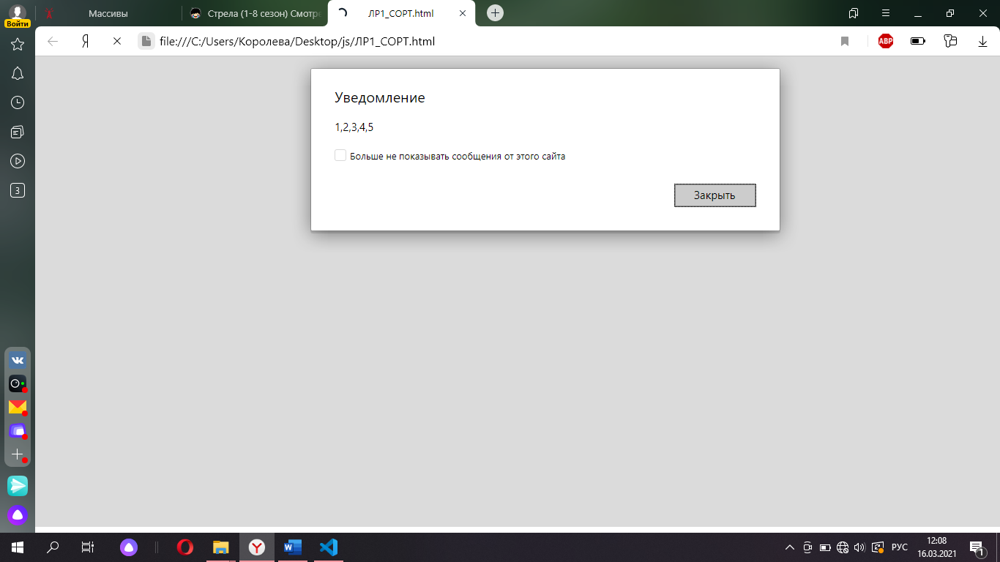 Войти
Массивы
Стрела (1-8 сезон) Смотре
ЛР1_СОРТ.html
Я
file:///C:/Users/Королева/Desktop/js/ЛР1_СОРТ.html
ABP
Уведомление
1,2,3,4,5
Больше не показывать сообщения от этого сайта
Закрыть
3
РУС
12:08
16.03.2021
1